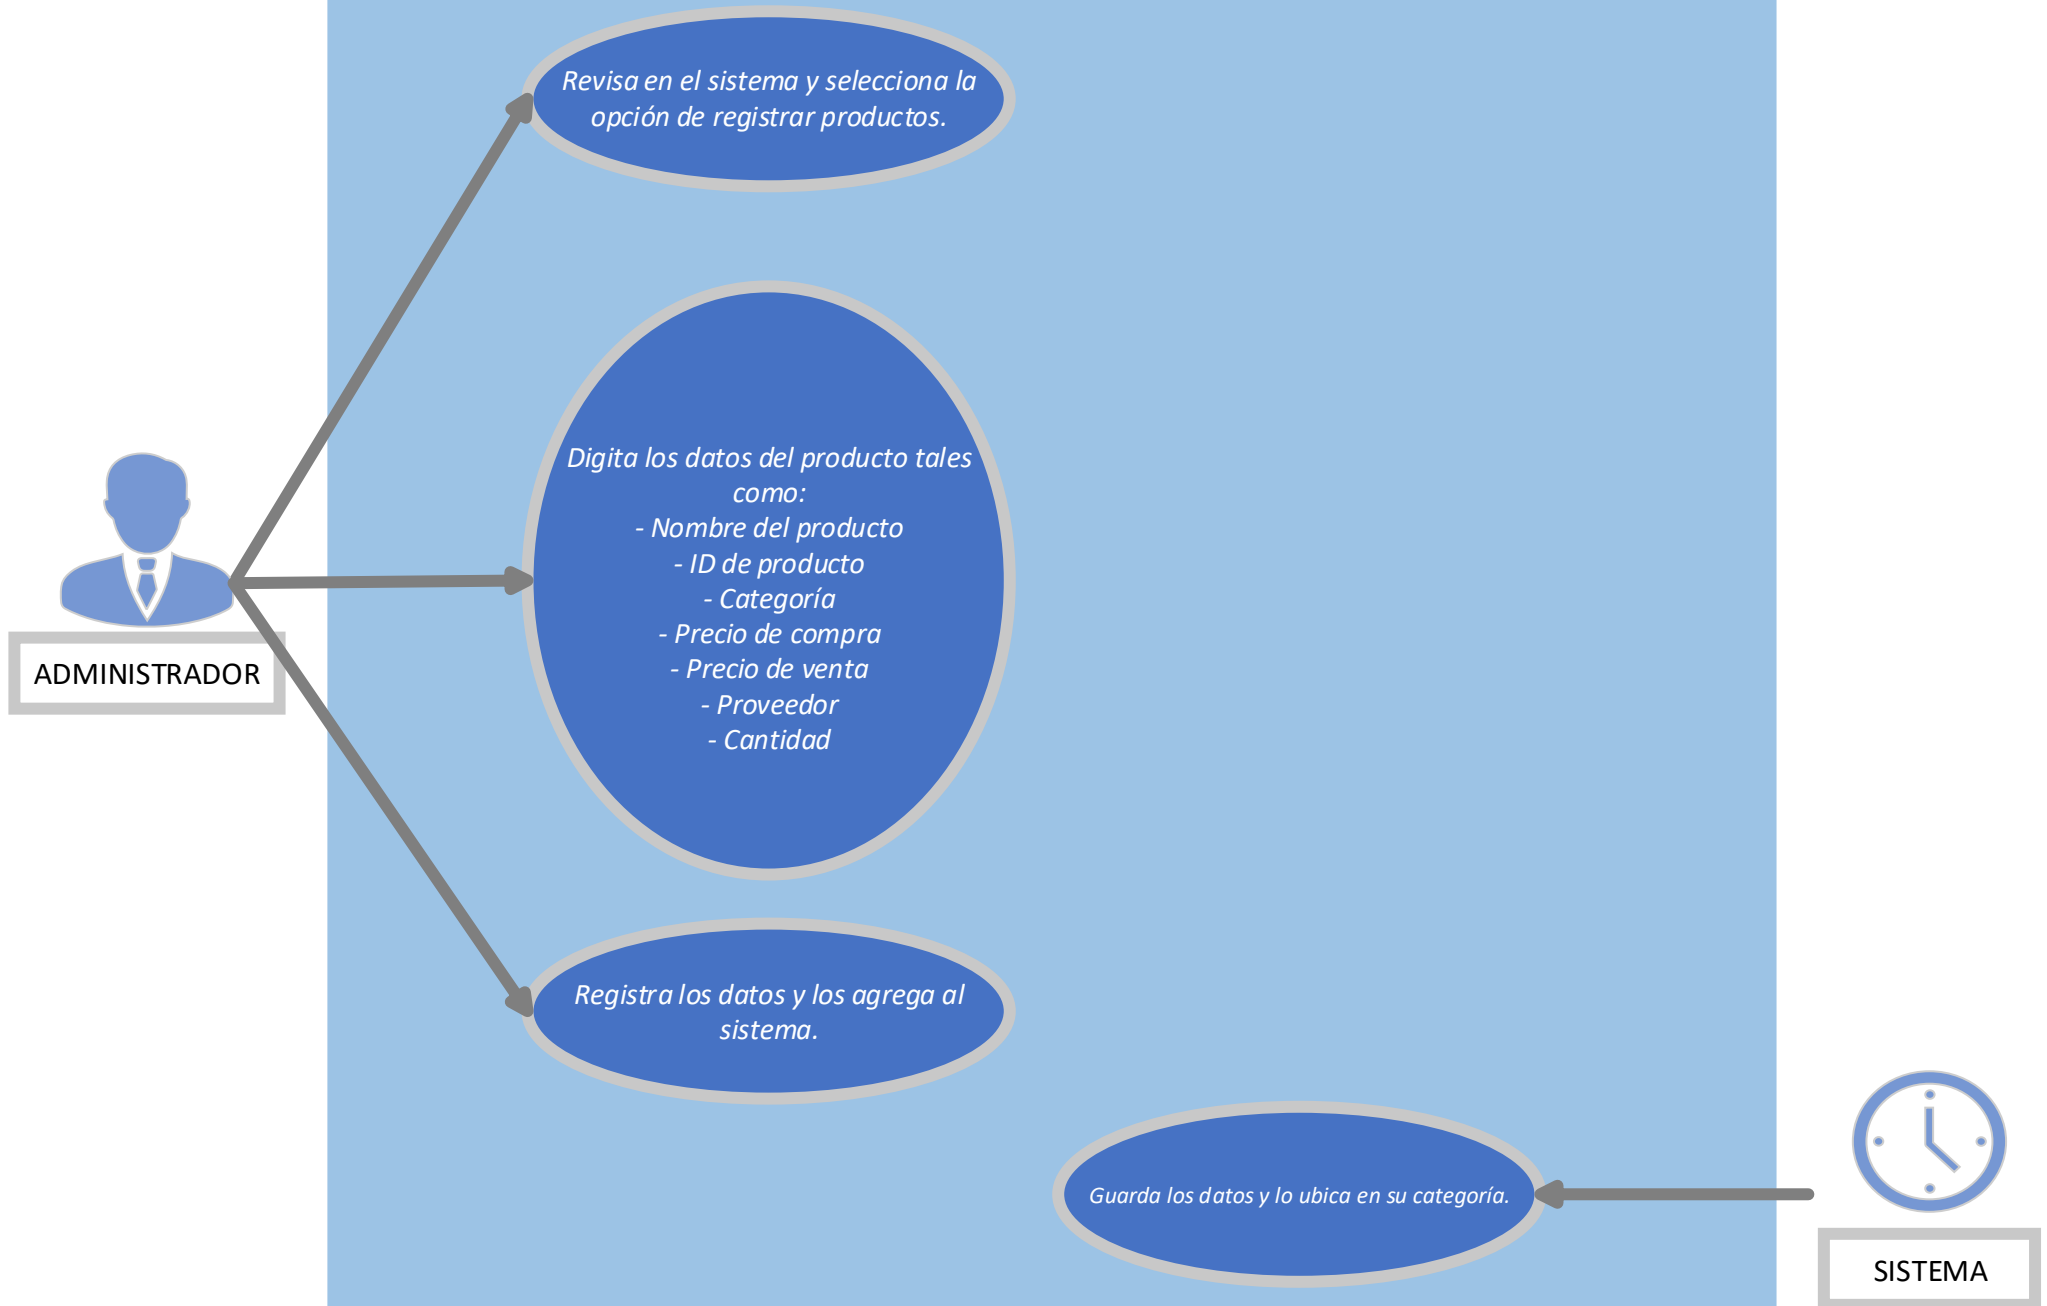 Revisa en el sistema y selecciona la
opción de registrar productos.
Digita los datos del producto tales
como:
- Nombre del producto
- ID de producto
- Categoría
- Precio de compra
- Precio de venta
- Proveedor
- Cantidad
ADMINISTRADOR
Registra los datos y los agrega al
sistema.
Guarda los datos y lo ubica en su categoría.
SISTEMA